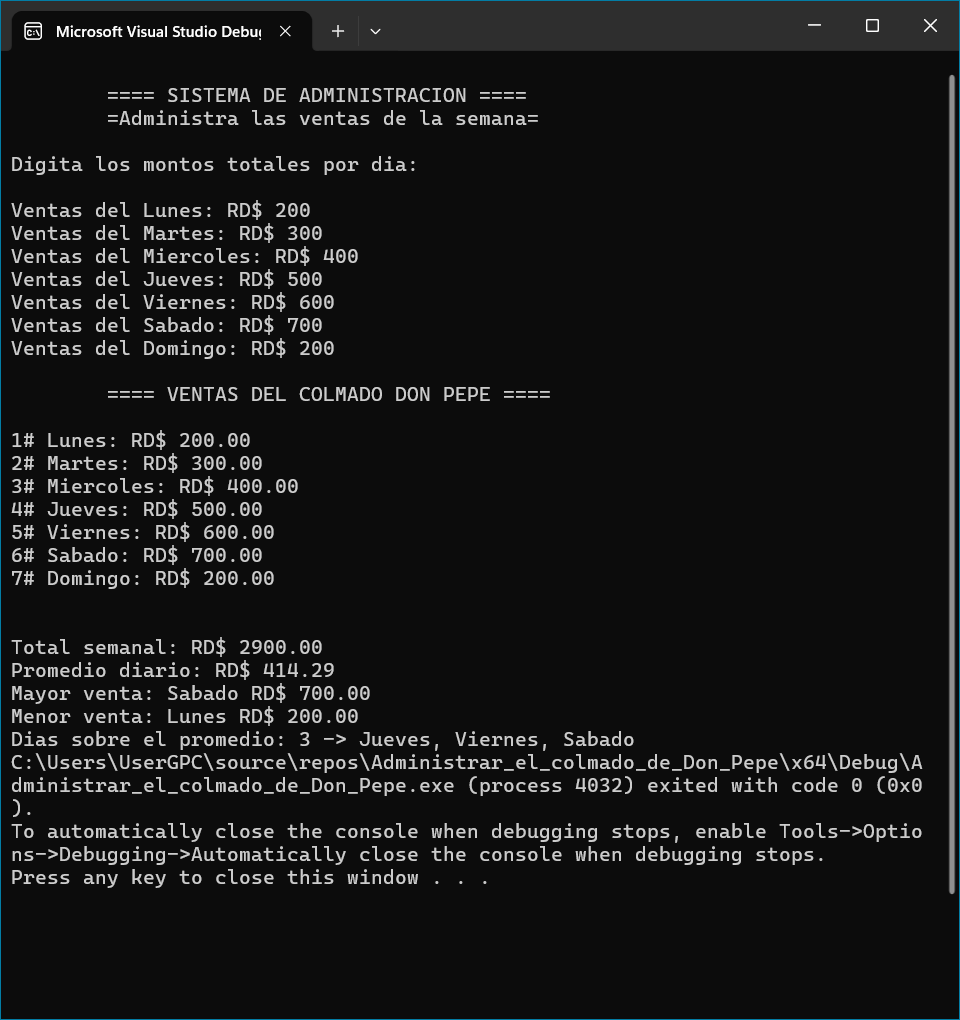 Microsoft Visual Studio Debug
==== SISTEMA DE ADMINISTRACION ====
=Administra las ventas de la semana=
Digita los montos totales por dia:
Ventas del Lunes: RD$ 200
Ventas del Martes: RD$ 300
Ventas del Miercoles: RD$ 400
Ventas del Jueves: RD$ 500
Ventas del Viernes: RD$ 600
Ventas del Sabado: RD$ 700
Ventas del Domingo: RD$ 200
==== VENTAS DEL COLMADO DON PEPE ====
1# Lunes: RD$ 200.00
2# Martes: RD$ 300.00
3# Miercoles: RD$ 400.00
4# Jueves: RD$ 500.00
5# Viernes: RD$ 600.00
6# Sabado: RD$ 700.00
7# Domingo: RD$ 200.00
Total semanal: RD$ 2900.00
Promedio diario: RD$ 414.29
Mayor venta: Sabado RD$ 700.00
Menor venta: Lunes RD$ 200.00
Dias sobre el promedio: 3 -> Jueves, Viernes, Sabado
C:\Users\UserGPC\source\repos\Administrar_el_colmado_de_Don_Pepe\x64\Debug\A
dministrar_el_colmado_de_Don_Pepe.exe (process 4032) exited with code 0 (0x0
).
To automatically close the console when debugging stops, enable Tools->Optio
ns->Debugging->Automatically close the console when debugging stops.
Press any key to close this window . . .